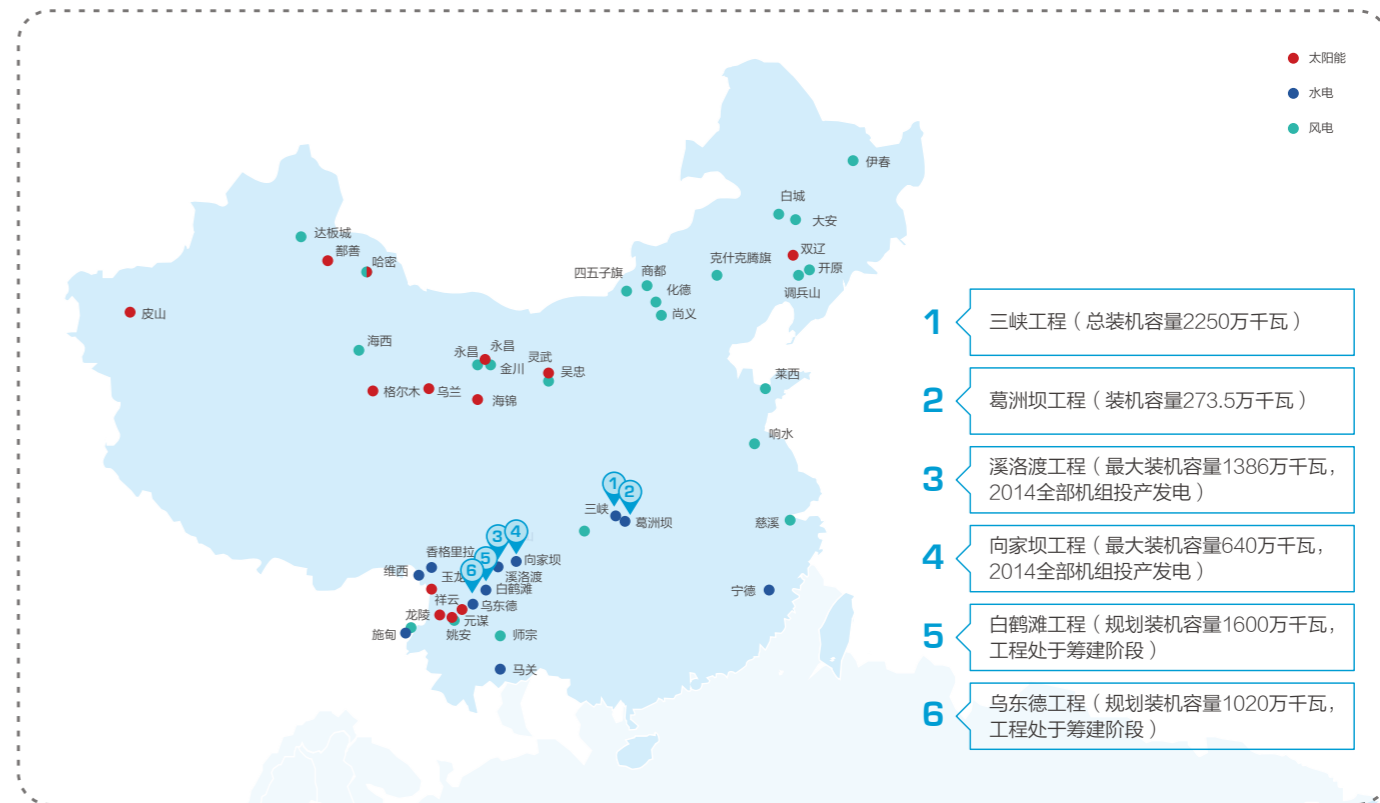 太阳能
水电
风电
伊春
白城
大安
达板城
鄯善
哈密
双辽
克什克腾旗
开原
四五子旗
商都
调兵山
化德
皮山
尚义
1
三峡工程（总装机容量2250万千瓦）
海西
永昌
永昌
灵武
金川
吴忠
莱西
格尔木
乌兰
海锦
2
葛洲坝工程（装机容量273.5万千瓦）
响水
3
溪洛渡工程（最大装机容量1386万千瓦，
2014全部机组投产发电）
1
2
三峡
葛洲坝
慈溪
3
4
香格里拉
5
向家坝
4
向家坝工程（最大装机容量640万千瓦，
2014全部机组投产发电）
维西
玉龙
6
溪洛渡
白鹤滩
宁德
祥云
乌东德
龙陵
元谋
施甸
姚安
师宗
5
白鹤滩工程（规划装机容量1600万千瓦，
工程处于筹建阶段）
马关
6
乌东德工程（规划装机容量1020万千瓦，
工程处于筹建阶段）